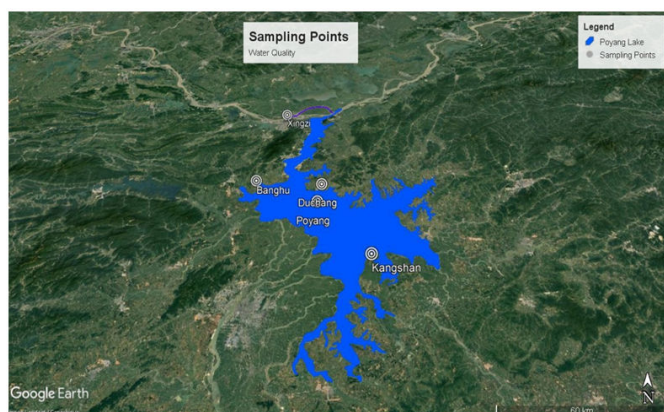 Sampling Points
Water Quality
Legend
Poyang Lake
Sampling Points
Xingzi
Banghu
Duchang
Poyang
Kangshan
Google Earth
N
60 km